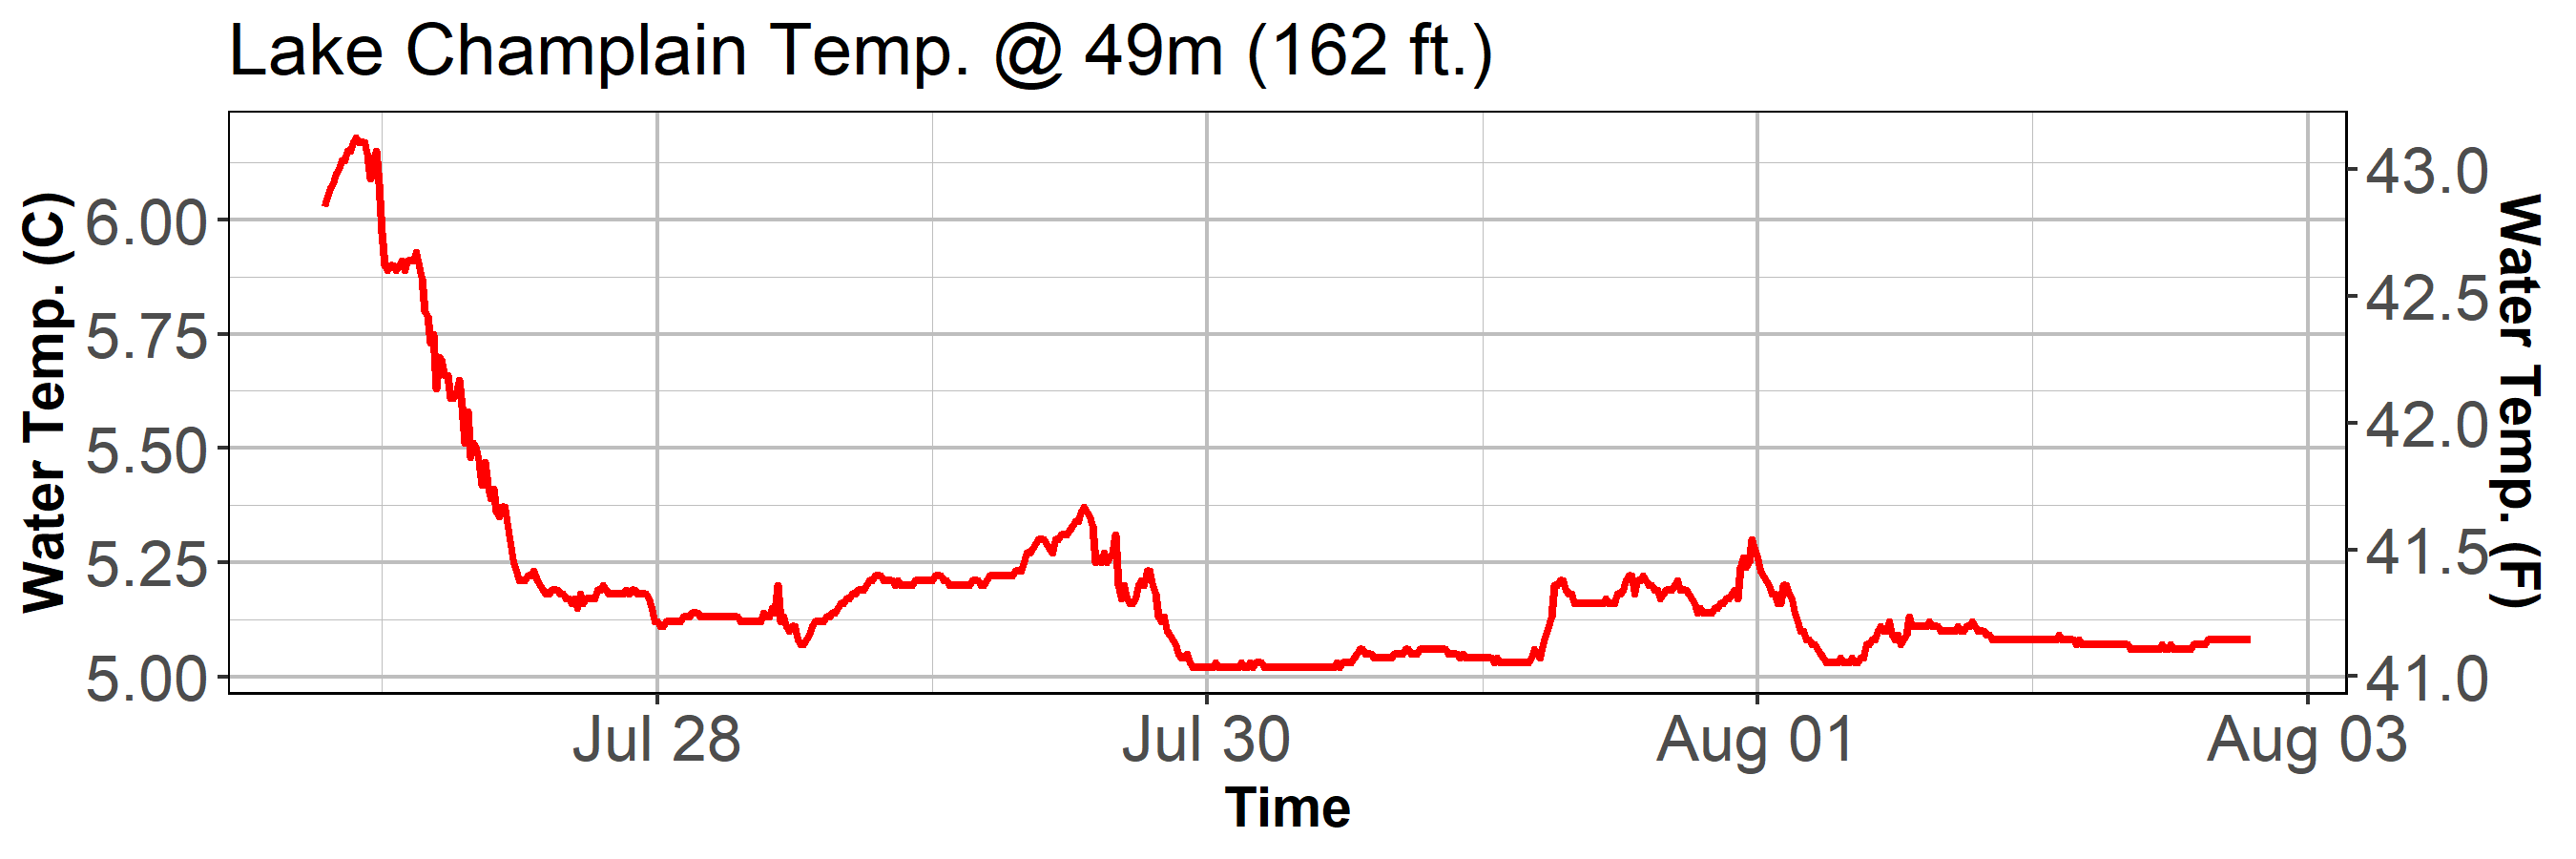 Lake Champlain Temp. @ 49m (162 ft.)
Water Temp. (C)
6.00
5.75
5.50
5.25
5.00
43.0
42.5
42.0
41.5
41.0
Water Temp. (F)
Jul 28 Jul 30 Aug 01 Aug 03
Time